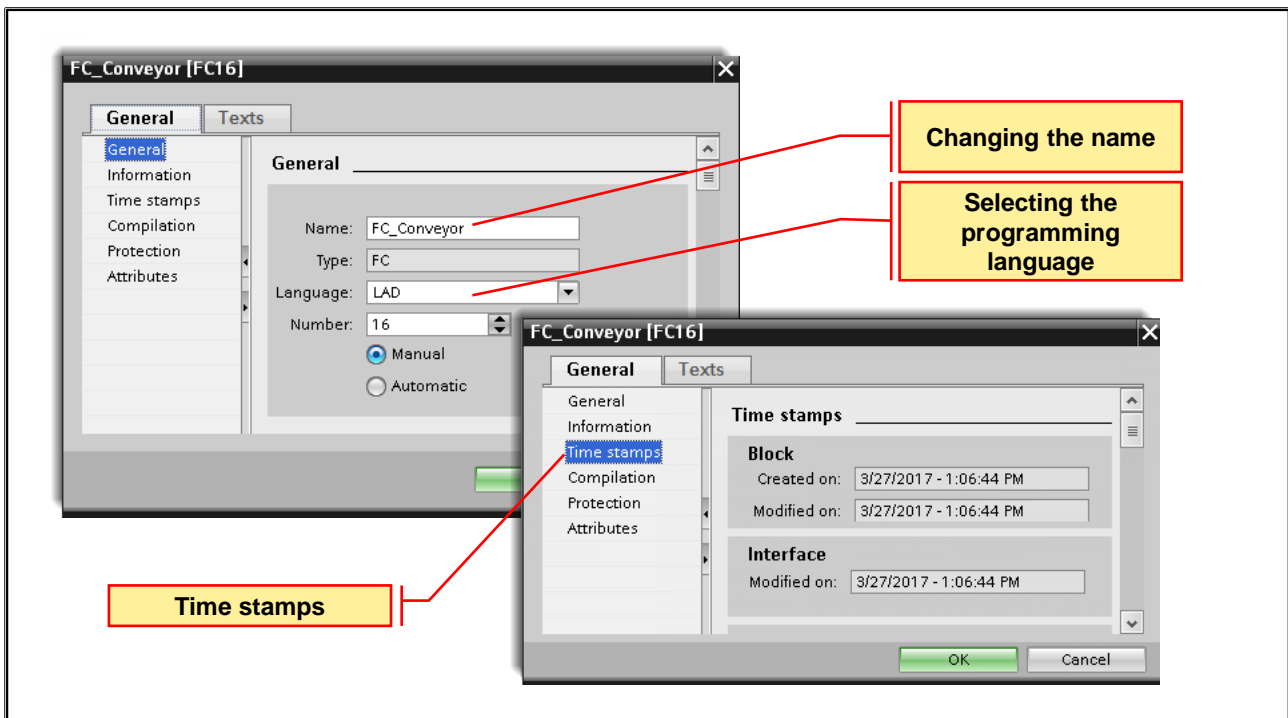 FC_Conveyor [FC16]
General Texts
General
Information
Time stamps
Compilation
Protection
Attributes
General
Name: FC_Conveyor
Type: FC
Language: LAD
Number: 16
Manual
Automatic
Changing the name
Selecting the
programming
language
FC_Conveyor [FC16]
General Texts
General
Information
Time stamps
Compilation
Protection
Attributes
Time stamps
Block
Created on: 3/27/2017 - 1:06:44 PM
Modified on: 3/27/2017 - 1:06:44 PM
Interface
Modified on: 3/27/2017 - 1:06:44 PM
OK Cancel
Time stamps